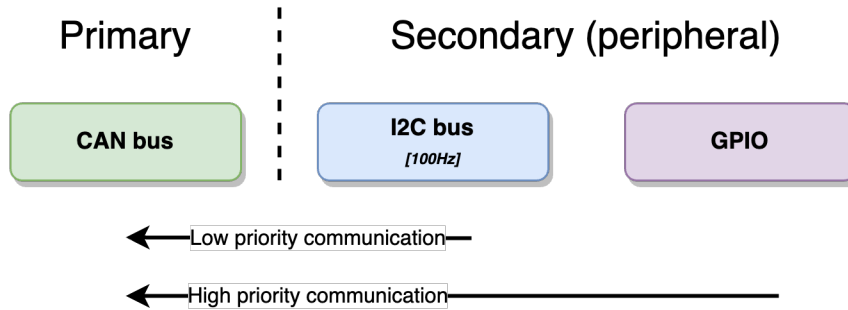 Primary
Secondary (peripheral)
CAN bus
I2C bus
[100Hz]
GPIO
Low priority communication
High priority communication